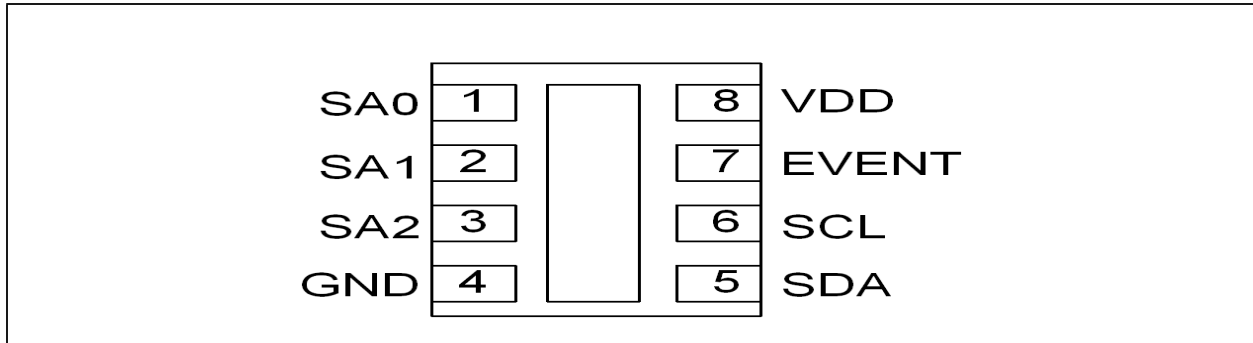 SA0 1 8 VDD
SA1 2 7 EVENT
SA2 3 6 SCL
GND 4 5 SDA